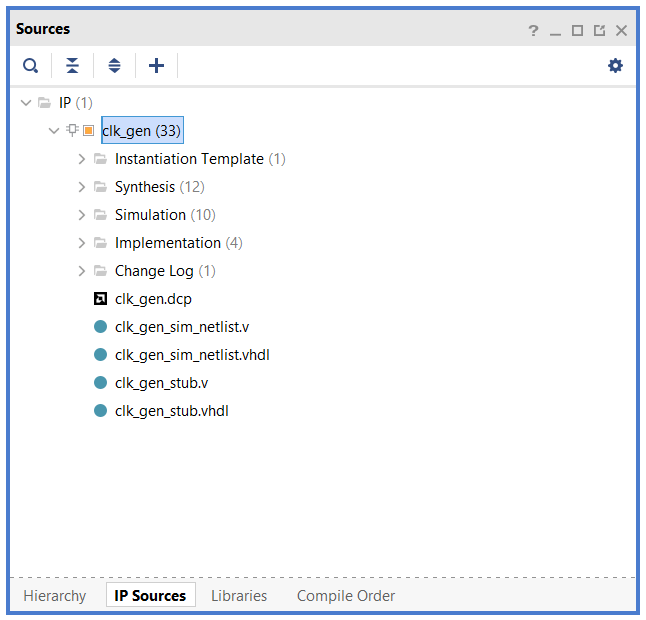 Sources
IP (1)
clk_gen (33)
Instantiation Template (1)
Synthesis (12)
Simulation (10)
Implementation (4)
Change Log (1)
clk_gen.dcp
clk_gen_sim_netlist.v
clk_gen_sim_netlist.vhdl
clk_gen_stub.v
clk_gen_stub.vhdl
Hierarchy IP Sources Libraries Compile Order